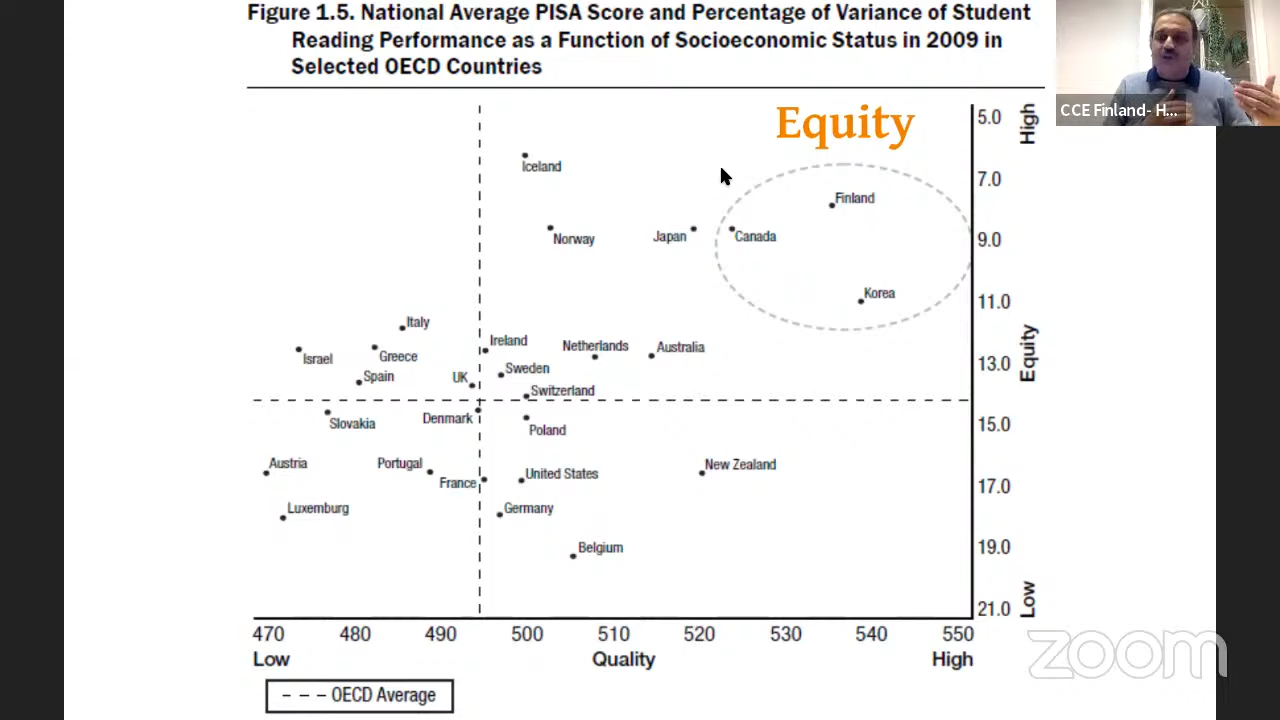 Figure 1.5. National Average PISA Score and Percentage of Variance of Student
Reading Performance as a Function of Socioeconomic Status in 2009 in
Selected OECD Countries
CCE Finland- H...
Equity
5.0
High
Iceland
7.0
Finland
Norway
Japan
Canada
9.0
Korea
11.0
Italy
Ireland
Netherlands
Australia
Israel
Greece
Equity
13.0
Spain
UK
Sweden
Switzerland
Slovakia
Denmark
Poland
15.0
Austria
Portugal
France
United States
New Zealand
17.0
Luxemburg
Germany
Belgium
19.0
21.0
Low
470 480 490 500 510 520 530 540 550
Low Quality High
--- OECD Average
zoom